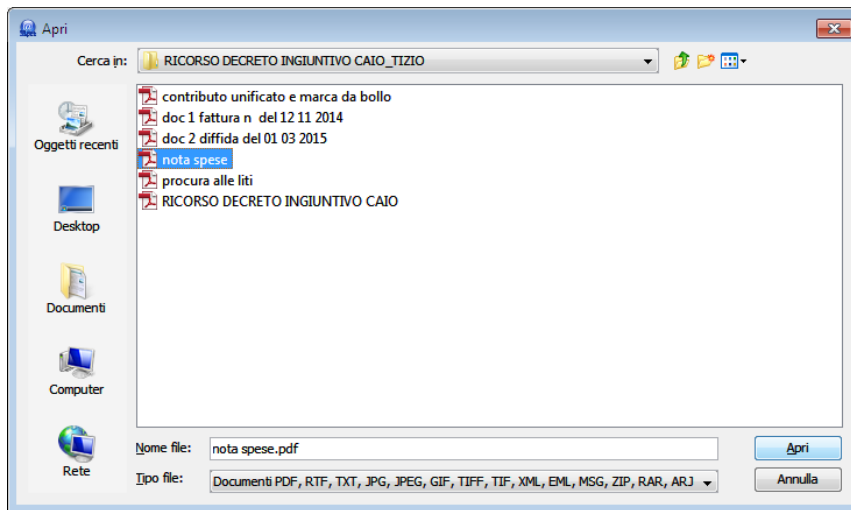 Apri
Cerca in: RICORSO DECRETO INGIUNTIVO CAIO_TIZIO
contributo unificato e marca da bollo
doc 1 fattura n  del 12 11 2014
doc 2 diffida del 01 03 2015
nota spese
procura alle liti
RICORSO DECRETO INGIUNTIVO CAIO
Oggetti recenti
Desktop
Documenti
Computer
Rete
Nome file: nota spese.pdf
Apri
Tipo file: Documenti PDF, RTF, TXT, JPG, JPEG, GIF, TIFF, TIF, XML, EML, MSG, ZIP, RAR, ARJ
Annulla